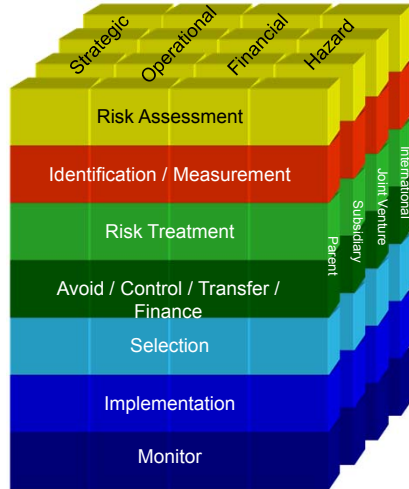 Strategic
Operational
Financial
Hazard
Risk Assessment
Identification / Measurement
Risk Treatment
Avoid / Control / Transfer /
Finance
Selection
Implementation
Monitor
Parent
Subsidiary
Joint Venture
International